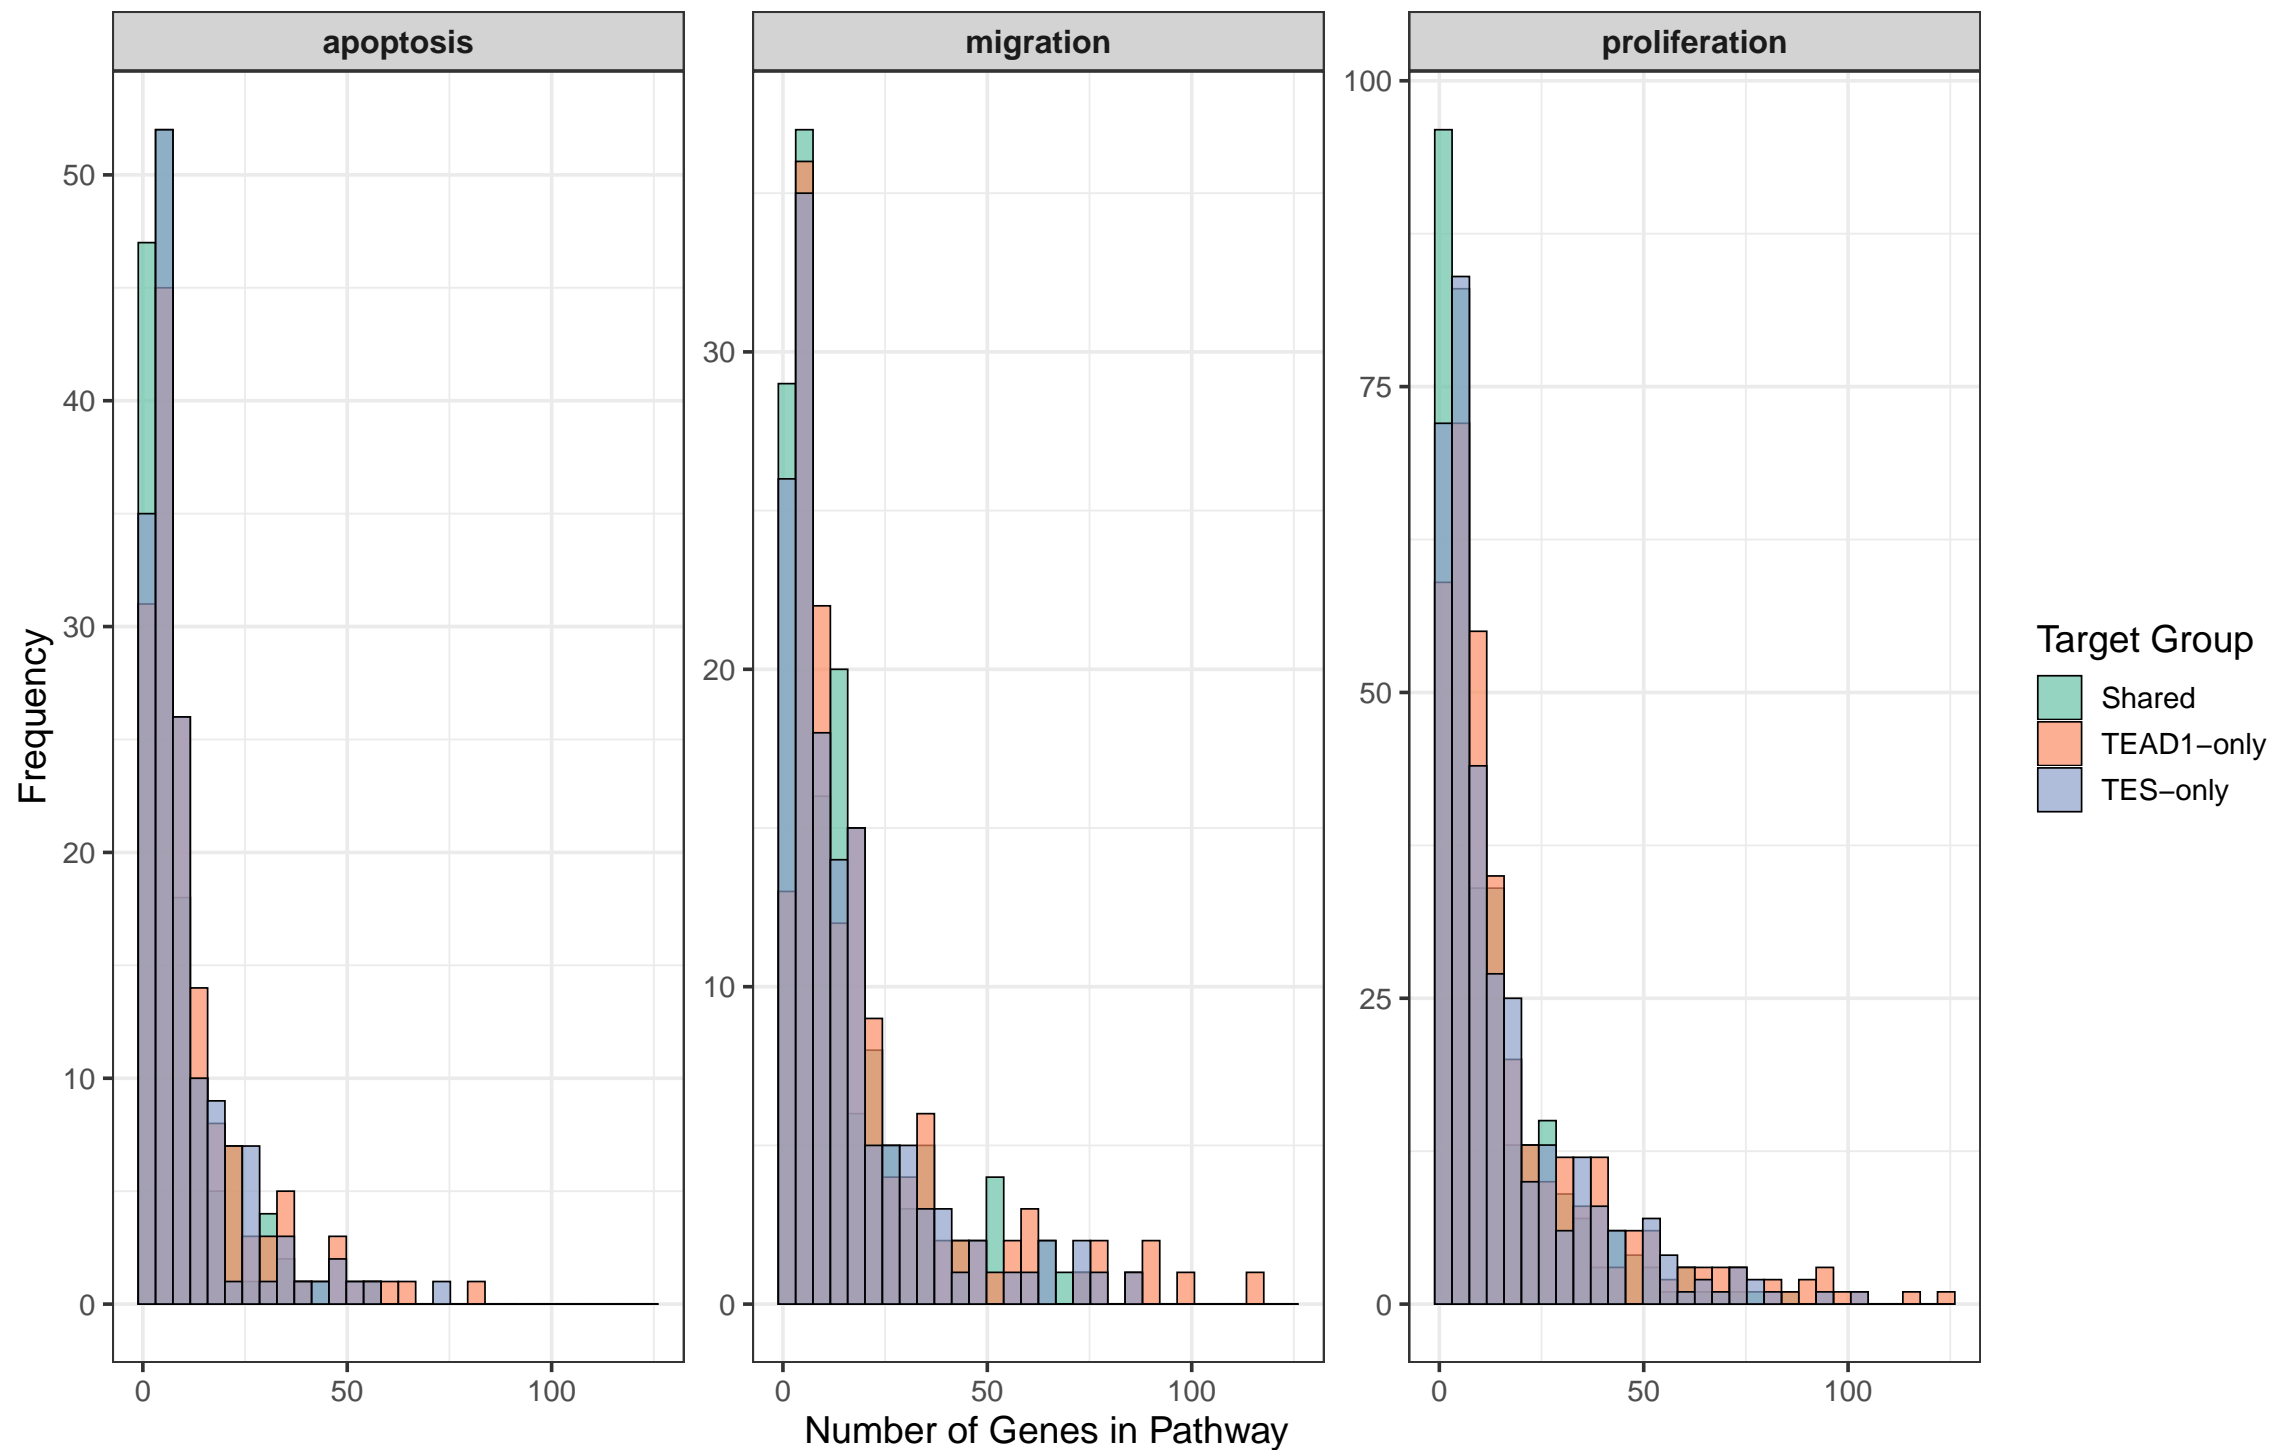 apoptosis
migration
proliferation
Frequency
50
40
30
20
10
0
30
20
10
0
100
75
50
25
0
0
50
100
0
50
100
0
50
100
Number of Genes in Pathway
Target Group
Shared
TEAD1−only
TES−only